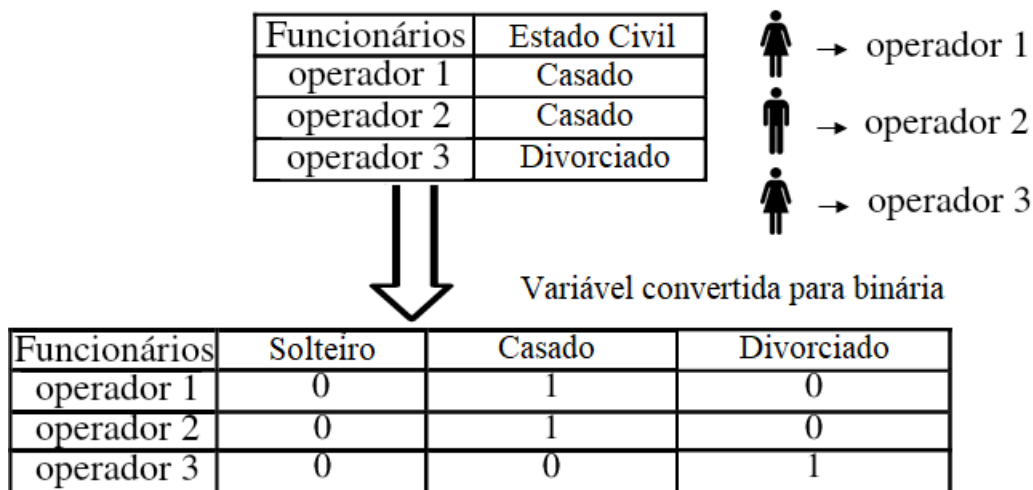 Funcionários Estado Civil
operador 1 Casado
operador 2 Casado
operador 3 Divorciado
→ operador 1
→ operador 2
→ operador 3
Variável convertida para binária
Funcionários Solteiro Casado Divorciado
operador 1 0 1 0
operador 2 0 1 0
operador 3 0 0 1